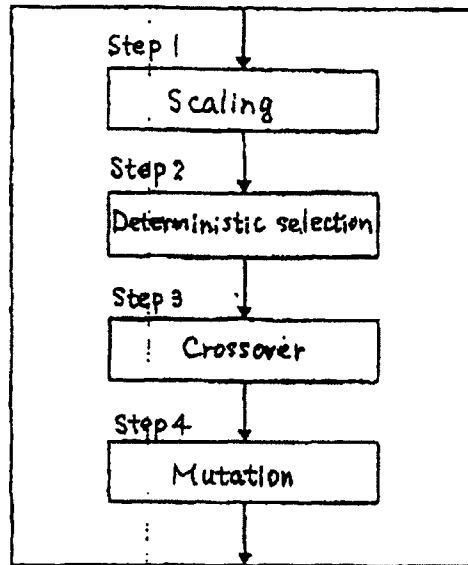 Step 1
Scaling
Step 2
Deterministic selection
Step 3
Crossover
Step 4
Mutation